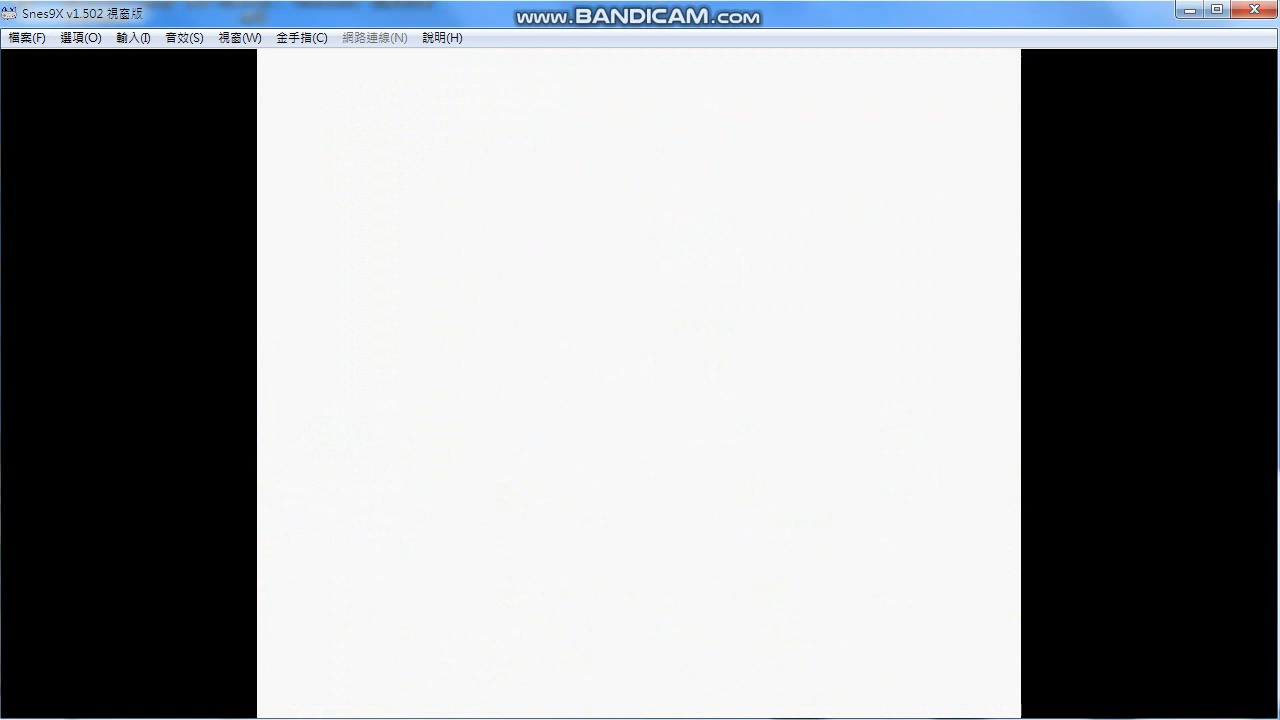 Snes9X v1.502 視窗版
www.BANDICAM.com
檔案(F) 選項(O) 輸入(I) 音效(S) 視窗(W) 金手指(C) 網路連線(N) 說明(H)